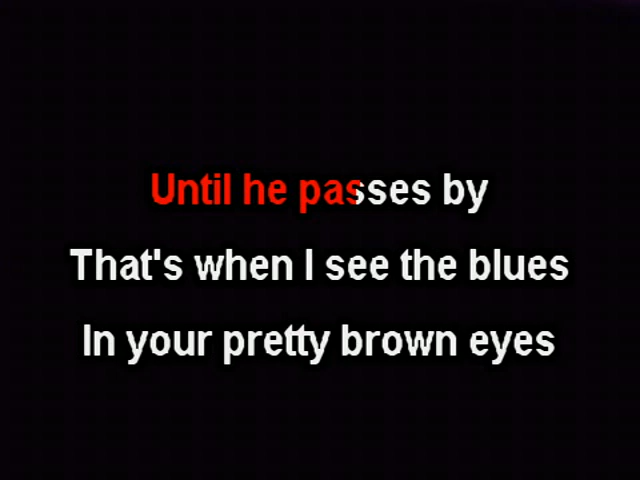 Until he passes by
That's when I see the blues
In your pretty brown eyes